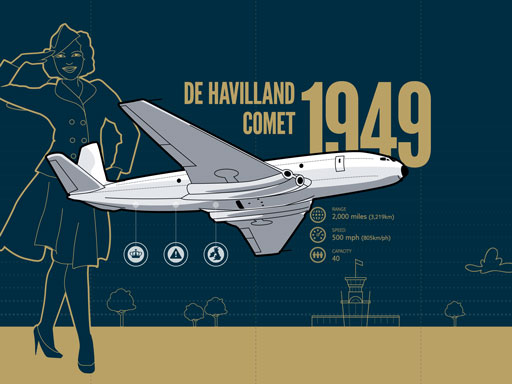 DE HAVILLAND
COMET
1949
RANGE
2,000 miles (3,219km)
SPEED
500 mph (805km/ph)
CAPACITY
40